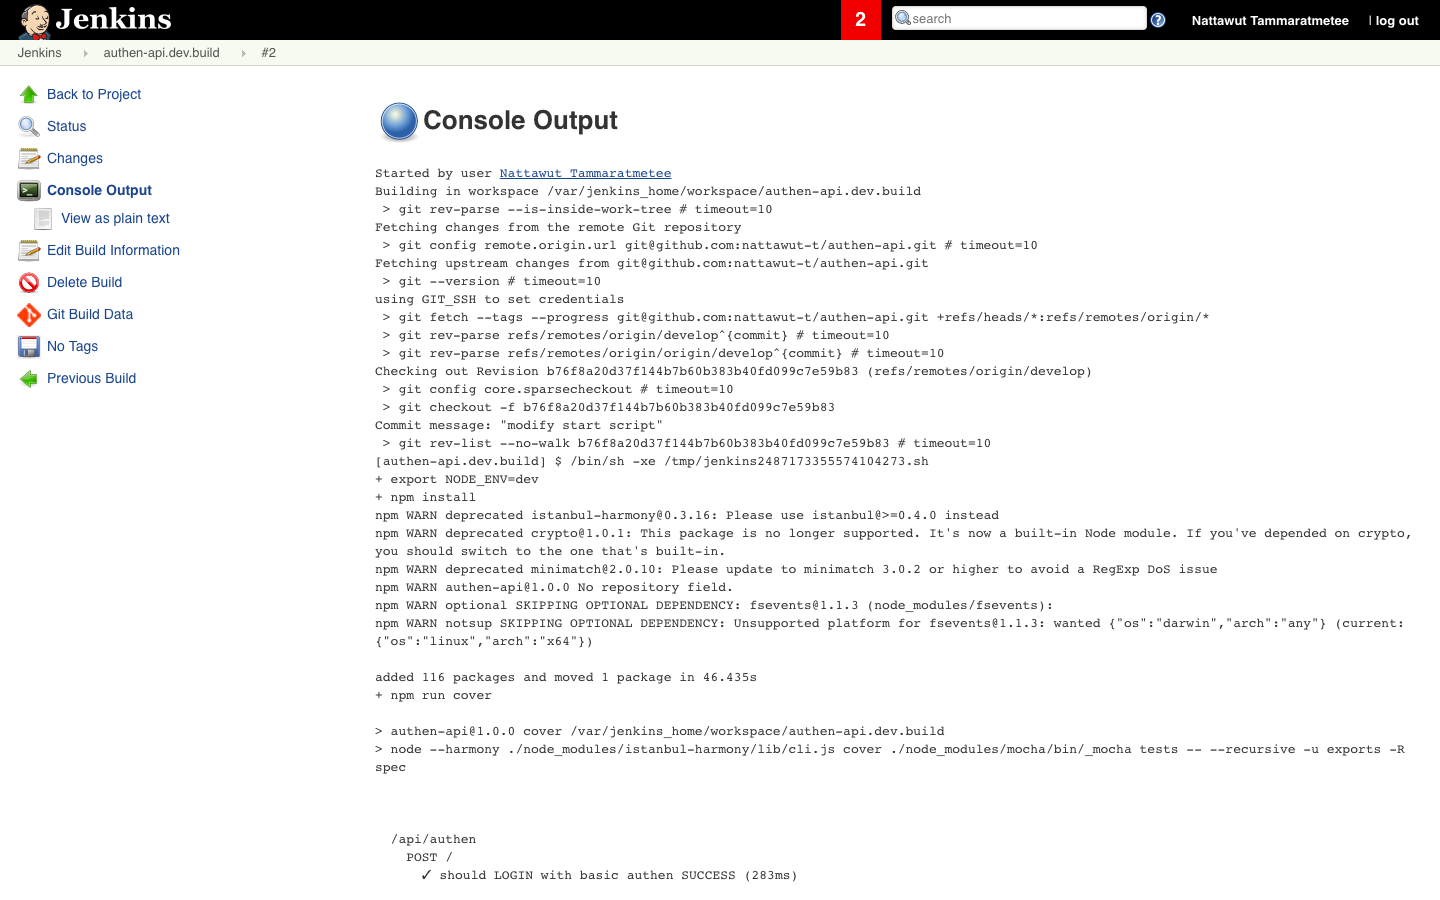 Jenkins
2
search
?
Nattawut Tammaratmetee
| log out
Jenkins
authen-api.dev.build
#2
Back to Project
Status
Changes
Console Output
View as plain text
Edit Build Information
Delete Build
Git Build Data
No Tags
Previous Build
Console Output
Started by user Nattawut Tammaratmetee
Building in workspace /var/jenkins_home/workspace/authen-api.dev.build
> git rev-parse --is-inside-work-tree # timeout=10
Fetching changes from the remote Git repository
> git config remote.origin.url git@github.com:nattawut-t/authen-api.git # timeout=10
Fetching upstream changes from git@github.com:nattawut-t/authen-api.git
> git --version # timeout=10
using GIT_SSH to set credentials
> git fetch --tags --progress git@github.com:nattawut-t/authen-api.git +refs/heads/*:refs/remotes/origin/*
> git rev-parse refs/remotes/origin/develop^{commit} # timeout=10
> git rev-parse refs/remotes/origin/origin/develop^{commit} # timeout=10
Checking out Revision b76f8a20d37f144b7b60b383b40fd099c7e59b83 (refs/remotes/origin/develop)
> git config core.sparsecheckout # timeout=10
> git checkout -f b76f8a20d37f144b7b60b383b40fd099c7e59b83
Commit message: "modify start script"
> git rev-list --no-walk b76f8a20d37f144b7b60b383b40fd099c7e59b83 # timeout=10
[authen-api.dev.build] $ /bin/sh -xe /tmp/jenkins2487173355574104273.sh
+ export NODE_ENV=dev
+ npm install
npm WARN deprecated istanbul-harmony@0.3.16: Please use istanbul@>=0.4.0 instead
npm WARN deprecated crypto@1.0.1: This package is no longer supported. It's now a built-in Node module. If you've depended on crypto,
you should switch to the one that's built-in.
npm WARN deprecated minimatch@2.0.10: Please update to minimatch 3.0.2 or higher to avoid a RegExp DoS issue
npm WARN authen-api@1.0.0 No repository field.
npm WARN optional SKIPPING OPTIONAL DEPENDENCY: fsevents@1.1.3 (node_modules/fsevents):
npm WARN notsup SKIPPING OPTIONAL DEPENDENCY: Unsupported platform for fsevents@1.1.3: wanted {"os":"darwin","arch":"any"} (current:
{"os":"linux","arch":"x64"})
added 116 packages and moved 1 package in 46.435s
+ npm run cover
> authen-api@1.0.0 cover /var/jenkins_home/workspace/authen-api.dev.build
> node --harmony ./node_modules/istanbul-harmony/lib/cli.js cover ./node_modules/mocha/bin/_mocha tests -- --recursive -u exports -R
spec
/api/authen
POST /
✓ should LOGIN with basic authen SUCCESS (283ms)